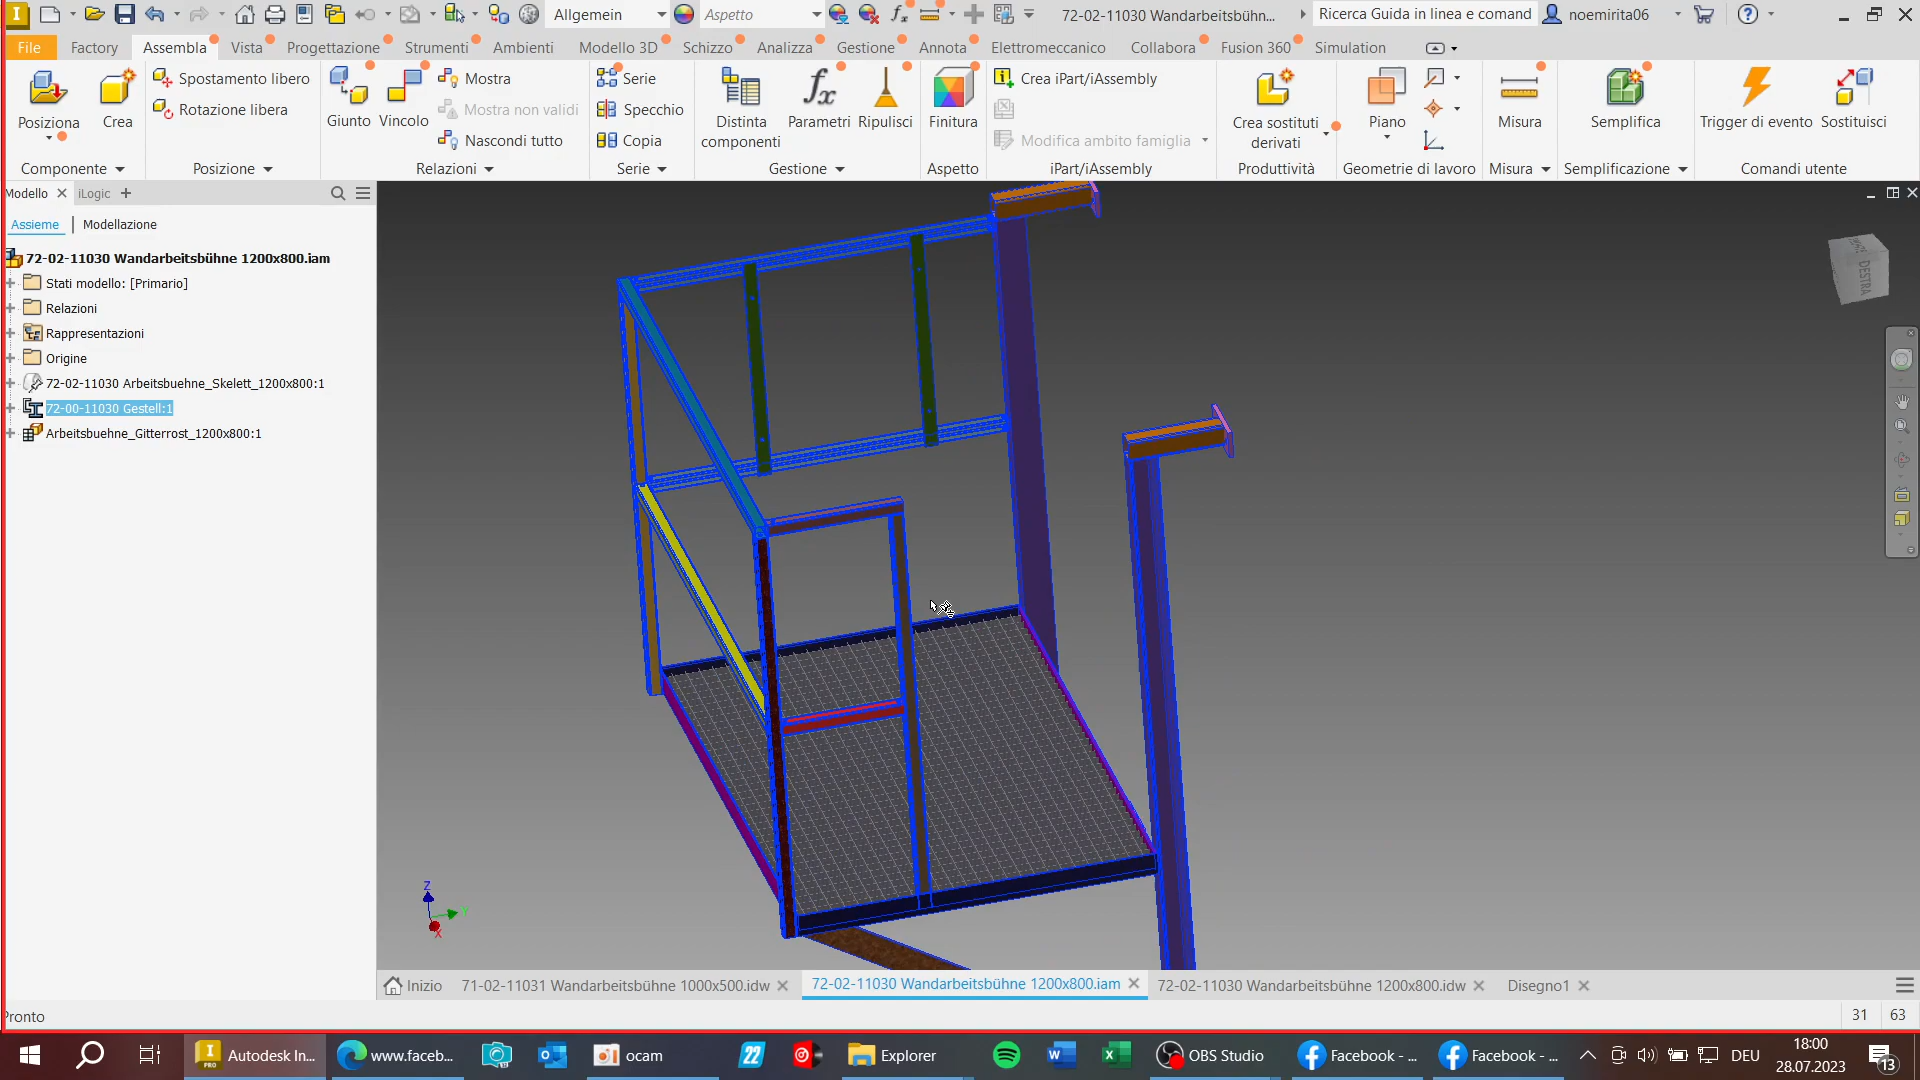 Allgemein
Aspetto
72-02-11030 Wandarbeitsbühn...
Ricerca Guida in linea e comand
noemirita06
File
Factory
Assembla
Vista
Progettazione
Strumenti
Ambienti
Modello 3D
Schizzo
Analizza
Gestione
Annota
Elettromeccanico
Collabora
Fusion 360
Simulation
Posizona
Crea
Spostamento libero
Rotazione libera
Giunto
Vincolo
Mostra
Mostra non validi
Nascondi tutto
Serie
Specchio
Copia
Distinta componenti
Parametri
Ripulisci
Finitura
Crea iPart/iAssembly
Modifica ambito famiglia
Crea sostituti derivati
Piano
Misura
Semplifica
Trigger di evento
Sostituisci
Componente
Posizione
Relazioni
Serie
Gestione
Aspetto
iPart/iAssembly
Produttività
Geometrie di lavoro
Misura
Semplificazione
Comandi utente
Modello
iLogic
Assieme
Modellazione
72-02-11030 Wandarbeitsbühne 1200x800.iam
Stati modello: [Primario]
Relazioni
Rappresentazioni
Origine
72-02-11030 Arbeitsbuehne_Skelett_1200x800:1
72-00-11030 Gestell:1
Arbeitsbuehne_Gitterrost_1200x800:1
DESTRA
Z
Y
X
Inizio
71-02-11031 Wandarbeitsbühne 1000x500.idw
72-02-11030 Wandarbeitsbühne 1200x800.iam
72-02-11030 Wandarbeitsbühne 1200x800.idw
Disegno1
Pronto
31
63
Autodesk In...
www.faceb...
ocam
22
Explorer
OBS Studio
Facebook - ...
Facebook - ...
DEU
18:00
28.07.2023
13